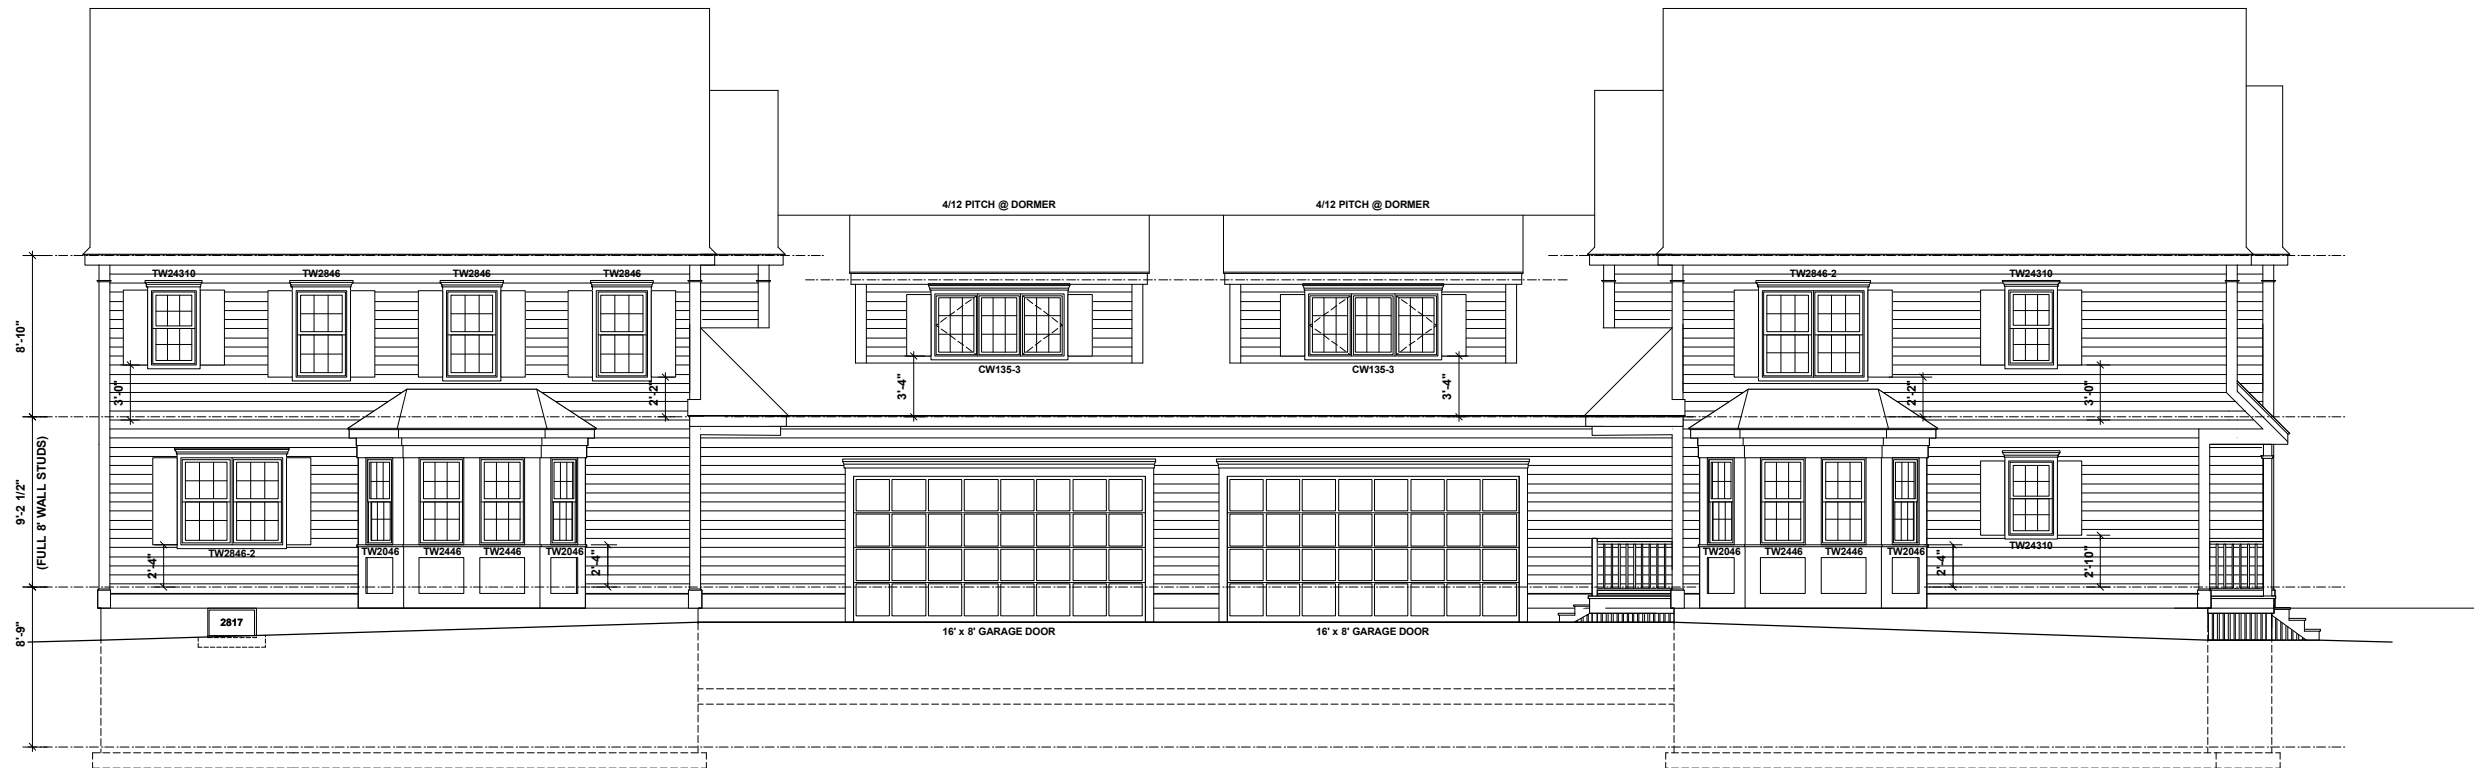 4/12 PITCH @ DORMER
4/12 PITCH @ DORMER
TW24310
TW2846
TW2846
TW2846
TW2846-2
TW24310
8'-10"
3'-0"
2'-2"
CW135-3
3'-4"
CW135-3
3'-4"
2'-2"
3'-0"
9'-2 1/2"
(FULL 8' WALL STUDS)
TW2846-2
2'-4"
TW2046
TW2446
TW2446
TW2046
2'-4"
TW2046
TW2446
TW2446
TW2046
2'-4"
TW24310
2'-10"
8'-9"
2817
16' x 8' GARAGE DOOR
16' x 8' GARAGE DOOR